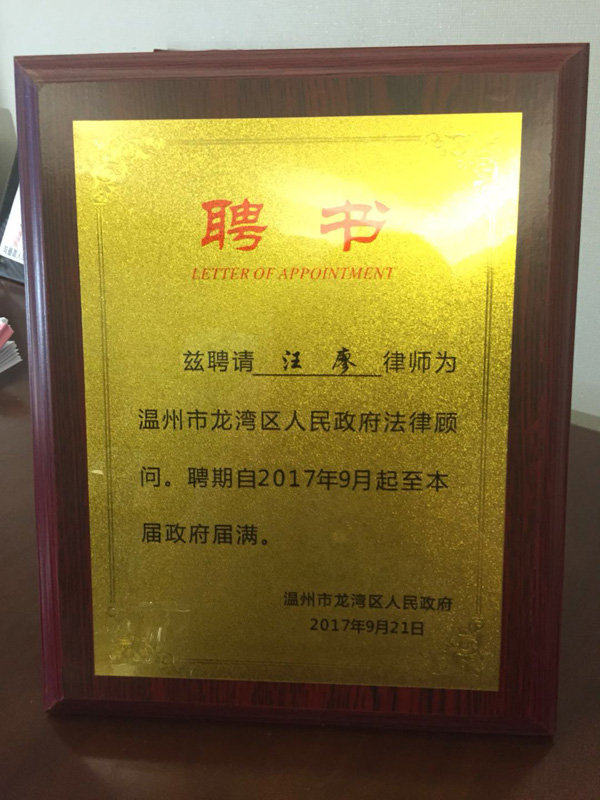 聘书
LETTER OF APPOINTMENT
兹聘请汪廖律师为
温州市龙湾区人民政府法律顾
问。聘期自2017年9月起至本
届政府届满。
温州市龙湾区人民政府
2017年9月21日